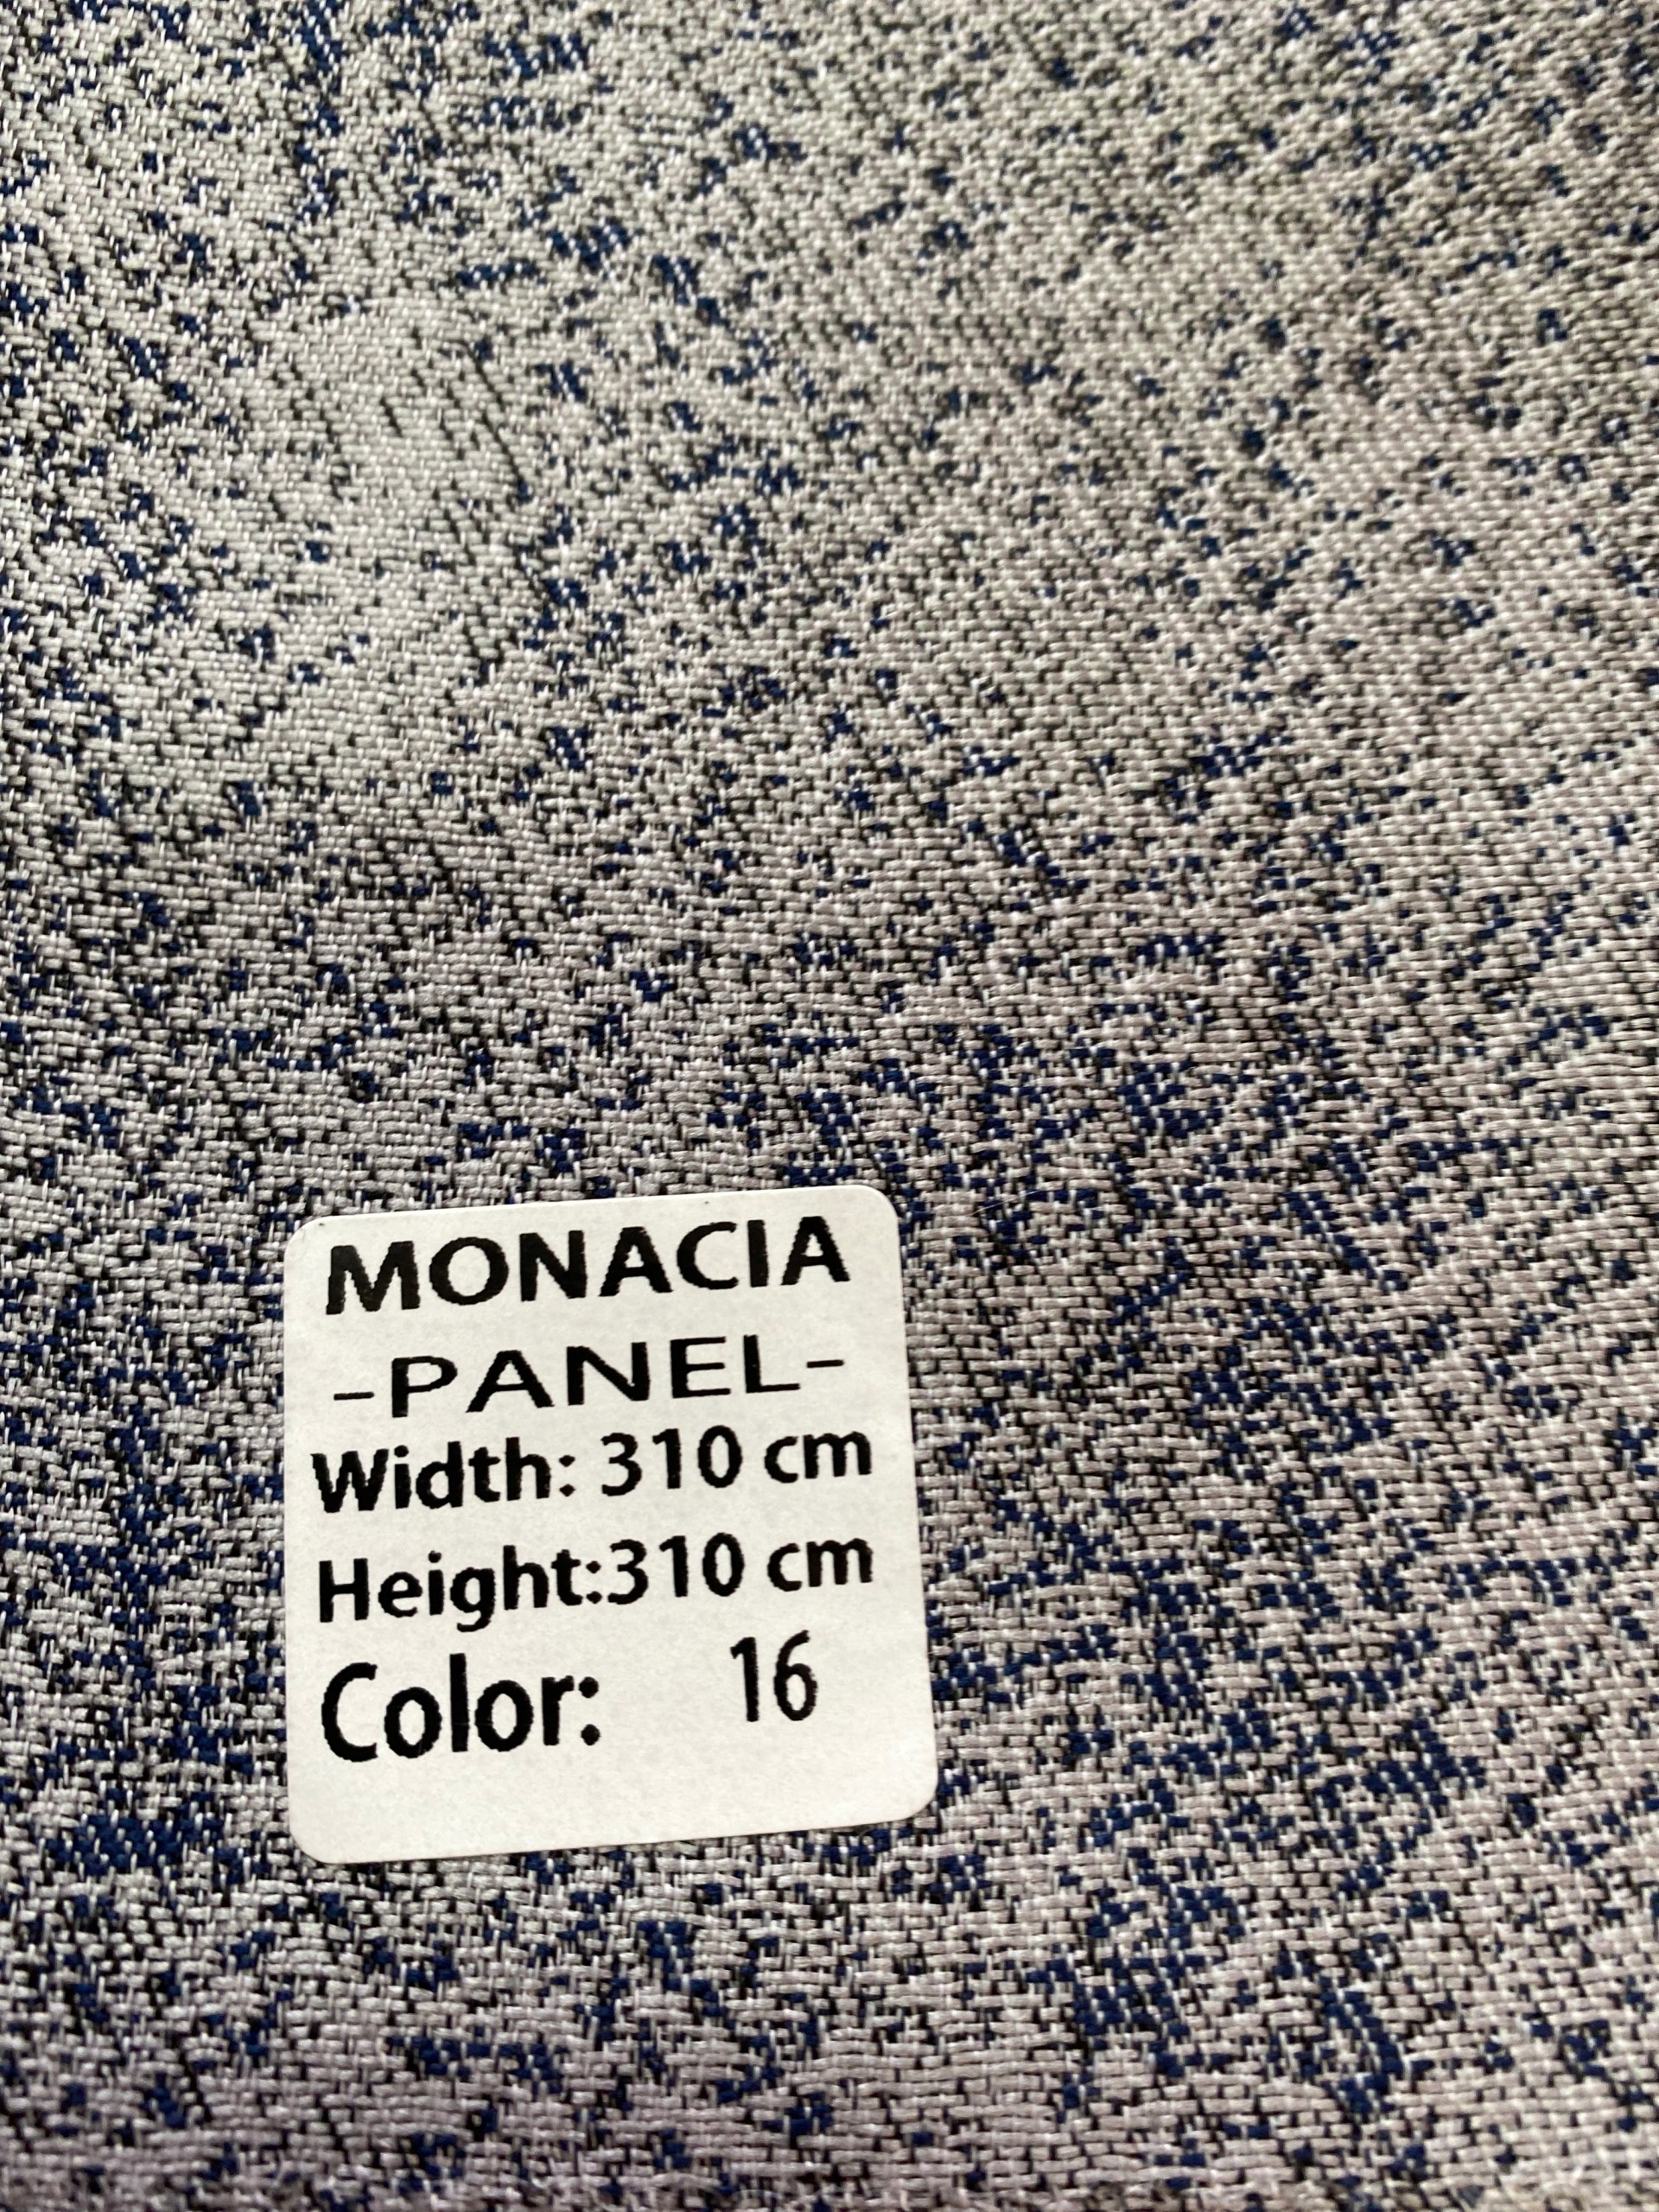 MONACIA
-PANEL-
Width: 310 cm
Height:310 cm
Color: 16